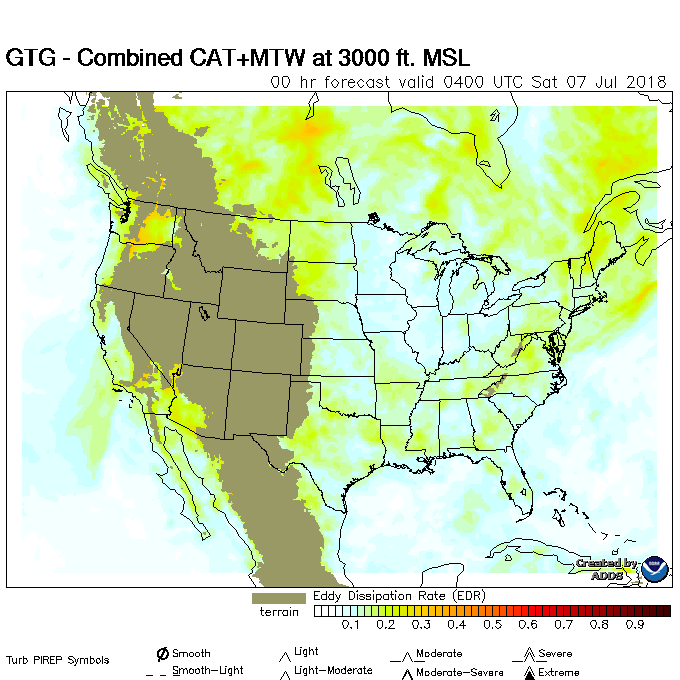 GTG - Combined CAT+MTW at 3000 ft. MSL
00 hr forecast valid 0400 UTC Sat 07 Jul 2018
Created by
ADDS
Eddy Dissipation Rate (EDR)
terrain
0.1 0.2 0.3 0.4 0.5 0.6 0.7 0.8 0.9
Turb PIREP Symbols
Smooth Light Moderate Severe
Smooth-Light Light-Moderate Moderate-Severe Extreme